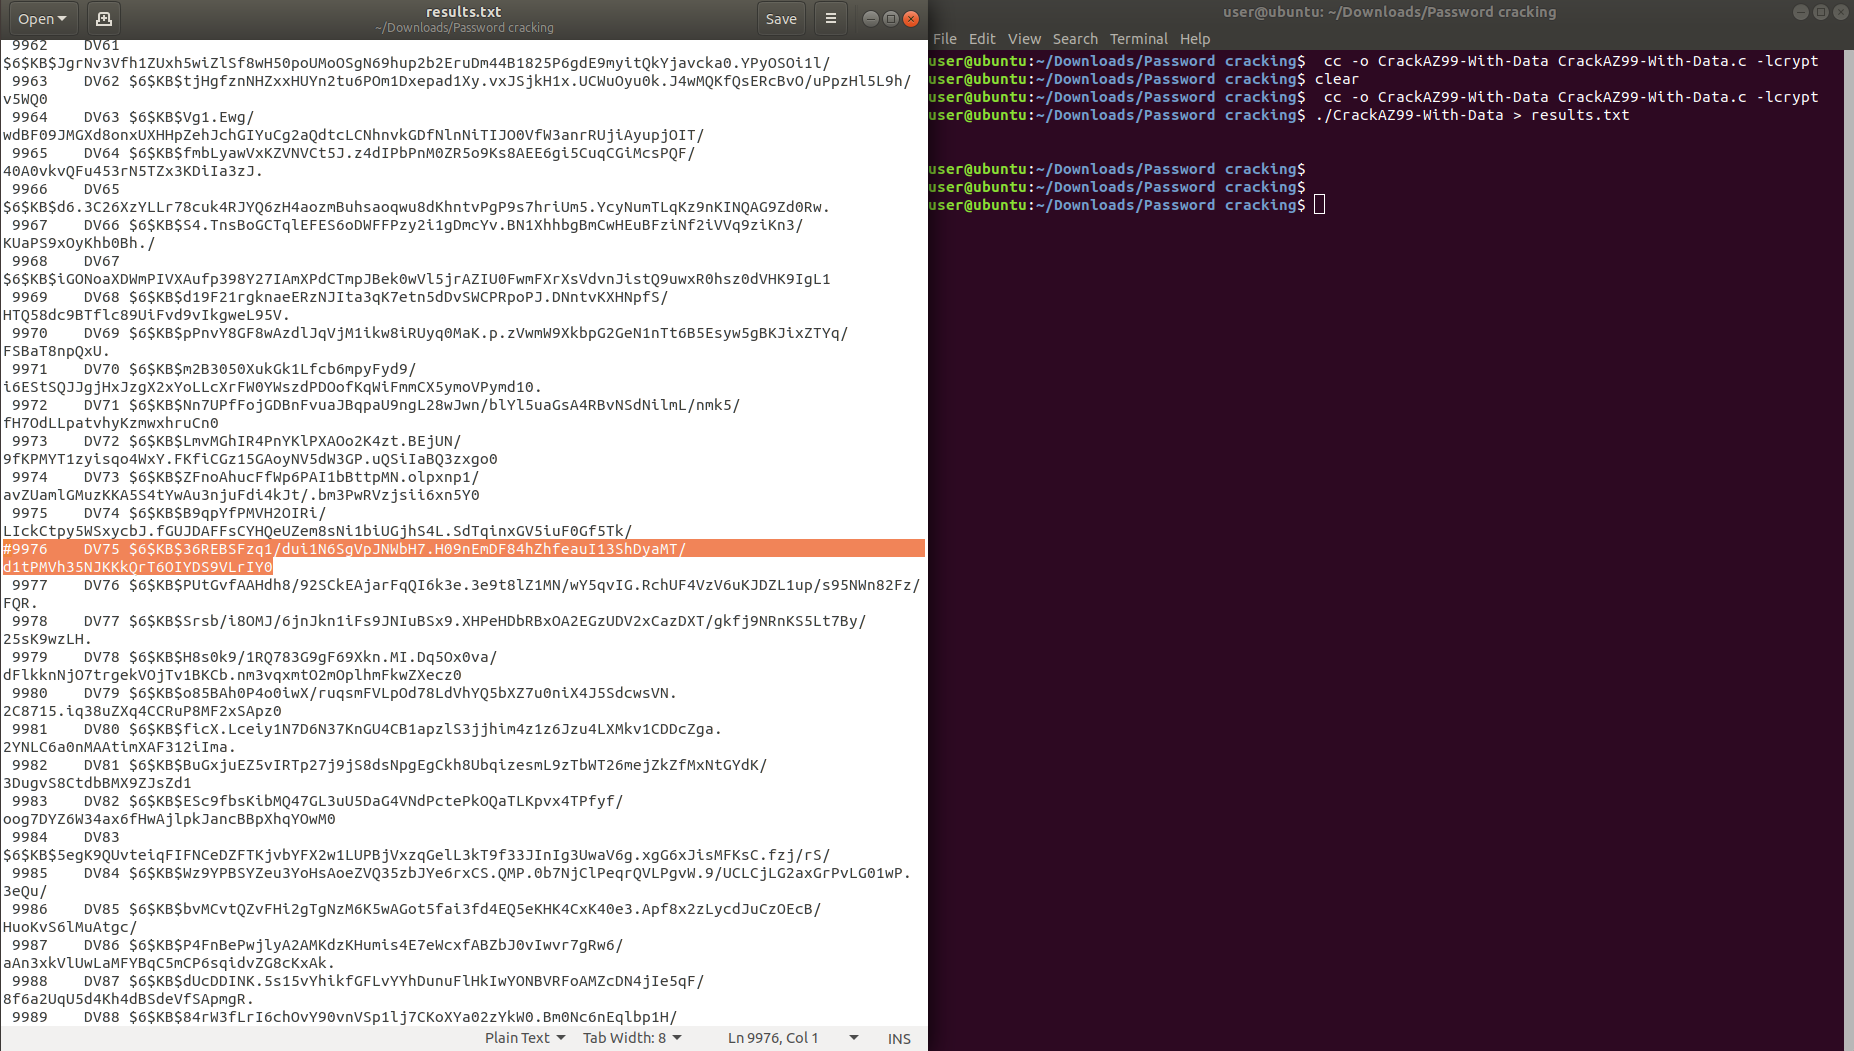 Open
results.txt
~/Downloads/Password cracking
Save
9962    DV61
$6$KB$JgrNv3Vfh1ZUxh5wiZlSf8wH50poUMoOSgN69hup2b2EruDm44B1825P6gdE9myitQkYjavcka0.YPyOSOi1l/
9963    DV62 $6$KB$tjHgfznNHZxxHUYn2tu6POm1Dxepad1Xy.vxJSjkH1x.UCWuOyu0k.J4wMQKfQsERcBvO/uPpzHl5L9h/
v5WQ0
9964    DV63 $6$KB$Vg1.Ewg/
wdBF09JMGXd8onxUXHHpZehJchGIYuCg2aQdtcLCNhnvkGDfNlnNiTIJO0VfW3anrRUjiAyupjOIT/
9965    DV64 $6$KB$fmbLyawVxKZVNVCt5J.z4dIPbPnM0ZR5o9Ks8AEE6gi5CuqCGiMcsPQF/
40A0vkvQFu453rN5TZx3KDiIa3zJ.
9966    DV65
$6$KB$d6.3C26XzYLLr78cuk4RJYQ6zH4aozmBuhsaoqwu8dKhntvPgP9s7hriUm5.YcyNumTLqKz9nKINQAG9Zd0Rw.
9967    DV66 $6$KB$S4.TnsBoGCTqlEFES6oDWFFPzy2i1gDmcYv.BN1XhhbgBmCwHEuBFziNf2iVVq9ziKn3/
KUaPS9xOyKhb0Bh./
9968    DV67
$6$KB$iGONoaXDWmPIVXAufp398Y27IAmXPdCTmpJBek0wVl5jrAZIU0FwmFXrXsVdvnJistQ9uwxR0hsz0dVHK9IgL1
9969    DV68 $6$KB$d19F21rgknaeERzNJIta3qK7etn5dDvSWCPRpoPJ.DNntvKXHNpfS/
HTQ58dc9BTflc89UiFvd9vIkgweL95V.
9970    DV69 $6$KB$pPnvY8GF8wAzdlJqVjM1ikw8iRUyq0MaK.p.zVwmW9XkbpG2GeN1nTt6B5Esyw5gBKJixZTYq/
FSBaT8npQxU.
9971    DV70 $6$KB$m2B3050XukGk1Lfcb6mpyFyd9/
i6EStSQJJgjHxJzgX2xYoLLcXrFW0YWszdPDOofKqWiFmmCX5ymoVPymd10.
9972    DV71 $6$KB$Nn7UPfFojGDBnFvuaJBqpaU9ngL28wJwn/blYl5uaGsA4RBvNSdNilmL/nmk5/
fH7OdLLpatvhyKzmwxhruCn0
9973    DV72 $6$KB$LmvMGhIR4PnYKlPXAOo2K4zt.BEjUN/
9fKPMYT1zyisqo4WxY.FKfiCGz15GAoyNV5dW3GP.uQSiIaBQ3zxgo0
9974    DV73 $6$KB$ZFnoAhucFfWp6PAI1bBttpMN.olpxnp1/
avZUamlGMuzKKA5S4tYwAu3njuFdi4kJt/.bm3PwRVzjsii6xn5Y0
9975    DV74 $6$KB$B9qpYfPMVH2OIRi/
LIckCtpy5WSxycbJ.fGUJDAFFsCYHQeUZem8sNi1biUGjhS4L.SdTqinxGV5iuF0Gf5Tk/
#9976    DV75 $6$KB$36REBSFzq1/dui1N6SgVpJNWbH7.H09nEmDF84hZhfeauI13ShDyaMT/
d1tPMVh35NJKKkQrT6OIYDS9VLrIY0
9977    DV76 $6$KB$PUtGvfAAHdh8/92SCkEAjarFqQI6k3e.3e9t8lZ1MN/wY5qvIG.RchUF4VzV6uKJDZL1up/s95NWn82Fz/
FQR.
9978    DV77 $6$KB$Srsb/i8OMJ/6jnJkn1iFs9JNIuBSx9.XHPeHDbRBxOA2EGzUDV2xCazDXT/gkfj9NRnKS5Lt7By/
25sK9wzLH.
9979    DV78 $6$KB$H8s0k9/1RQ783G9gF69Xkn.MI.Dq5Ox0va/
dFlkknNjO7trgekVOjTv1BKCb.nm3vqxmtO2mOplhmFkwZXecz0
9980    DV79 $6$KB$o85BAh0P4o0iwX/ruqsmFVLpOd78LdVhYQ5bXZ7u0niX4J5SdcwsVN.
2C8715.iq38uZXq4CCRuP8MF2xSApz0
9981    DV80 $6$KB$ficX.Lceiy1N7D6N37KnGU4CB1apzlS3jjhim4z1z6Jzu4LXMkv1CDDcZga.
2YNLC6a0nMAAtimXAF312iIma.
9982    DV81 $6$KB$BuGxjuEZ5vIRTp27j9jS8dsNpgEgCkh8UbqizesmL9zTbWT26mejZkZfMxNtGYdK/
3DugvS8CtdbBMX9ZJsZd1
9983    DV82 $6$KB$ESc9fbsKibMQ47GL3uU5DaG4VNdPctePkOQaTLKpvx4TPfyf/
oog7DYZ6W34ax6fHwAjlpkJancBBpXhqYOwM0
9984    DV83
$6$KB$5egK9QUvteiqFIFNCeDZFTKjvbYFX2w1LUPBjVxzqGelL3kT9f33JInIg3UwaV6g.xgG6xJisMFKsC.fzj/rS/
9985    DV84 $6$KB$Wz9YPBSYZeu3YoHsAoeZVQ35zbJYe6rxCS.QMP.0b7NjClPeqrQVLPgvW.9/UCLCjLG2axGrPvLG01wP.
3eQu/
9986    DV85 $6$KB$bvMCvtQZvFHi2gTgNzM6K5wAGot5fai3fd4EQ5eKHK4CxK40e3.Apf8x2zLycdJuCzOEcB/
HuoKvS6lMuAtgc/
9987    DV86 $6$KB$P4FnBePwjlyA2AMKdzKHumis4E7eWcxfABZbJ0vIwvr7gRw6/
aAn3xkVlUwLaMFYBqC5mCP6sqidvZG8cKxAk.
9988    DV87 $6$KB$dUcDDINK.5s15vYhikfGFLvYYhDunuFlHkIwYONBVRFoAMZcDN4jIe5qF/
8f6a2UqU5d4Kh4dBSdeVfSApmgR.
9989    DV88 $6$KB$84rW3fLrI6chOvY90vnVSp1lj7CKoXYa02zYkW0.Bm0Nc6nEqlbp1H/
Plain Text
Tab Width: 8
Ln 9976, Col 1
INS
user@ubuntu: ~/Downloads/Password cracking
File Edit View Search Terminal Help
user@ubuntu:~/Downloads/Password cracking$  cc -o CrackAZ99-With-Data CrackAZ99-With-Data.c -lcrypt
user@ubuntu:~/Downloads/Password cracking$ clear
user@ubuntu:~/Downloads/Password cracking$  cc -o CrackAZ99-With-Data CrackAZ99-With-Data.c -lcrypt
user@ubuntu:~/Downloads/Password cracking$ ./CrackAZ99-With-Data > results.txt
user@ubuntu:~/Downloads/Password cracking$
user@ubuntu:~/Downloads/Password cracking$
user@ubuntu:~/Downloads/Password cracking$